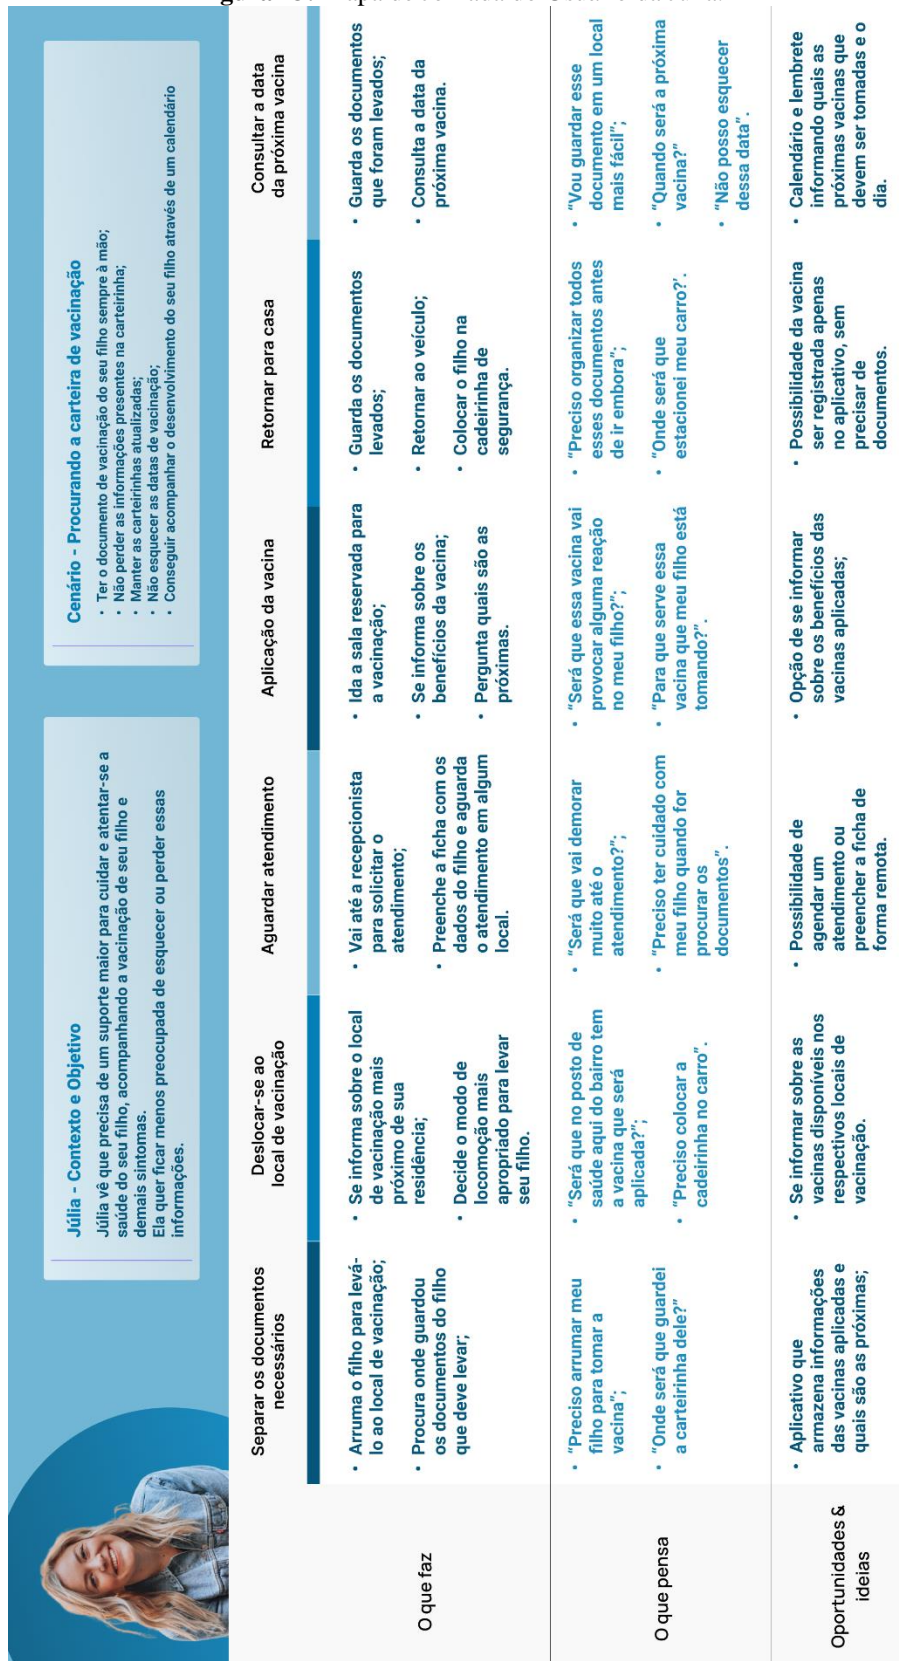 Mapa de Jornada do Usuário da Júlia.
Júlia - Contexto e Objetivo
Júlia vê que precisa de um suporte maior para cuidar e atentar-se a
saúde do seu filho, acompanhando a vacinação de seu filho e
demais sintomas.
Ela quer ficar menos preocupada de esquecer ou perder essas
informações.
Cenário - Procurando a carteira de vacinação
• Ter o documento de vacinação do seu filho sempre à mão;
• Não perder as informações presentes na carteirinha;
• Manter as carteirinhas atualizadas;
• Não esquecer as datas de vacinação;
• Conseguir acompanhar o desenvolvimento do seu filho através de um calendário
Separar os documentos
necessários
Deslocar-se ao
local de vacinação
Aguardar atendimento
Aplicação da vacina
Retornar para casa
Consultar a data
da próxima vacina
O que faz
• Arruma o filho para levá-
lo ao local de vacinação;
• Procura onde guardou
os documentos do filho
que deve levar;
• Se informa sobre o local
de vacinação mais
próximo de sua
residência;
• Decide o modo de
locomoção mais
apropriado para levar
seu filho.
• Vai até a recepcionista
para solicitar o
atendimento;
• Preenche a ficha com os
dados do filho e aguarda
o atendimento em algum
local.
• Ida a sala reservada para
a vacinação;
• Se informa sobre os
benefícios da vacina;
• Pergunta quais são as
próximas.
• Guarda os documentos
levados;
• Retornar ao veículo;
• Colocar o filho na
cadeirinha de
segurança.
• Guarda os documentos
que foram levados;
• Consulta a data da
próxima vacina.
O que pensa
• "Preciso arrumar meu
filho para tomar a
vacina";
• "Onde será que guardei
a carteirinha dele?"
• "Será que no posto de
saúde aqui do bairro tem
a vacina que será
aplicada?";
• "Preciso colocar a
cadeirinha no carro".
• "Será que vai demorar
muito até o
atendimento?";
• "Preciso ter cuidado com
meu filho quando for
procurar os
documentos".
• "Será que essa vacina vai
provocar alguma reação
no meu filho?";
• "Para que serve essa
vacina que meu filho está
tomando?".
• "Preciso organizar todos
esses documentos antes
de ir embora";
• "Onde será que
estacionei meu carro?'.
• "Vou guardar esse
documento em um local
mais fácil";
• "Quando será a próxima
vacina?"
• "Não posso esquecer
dessa data".
Oportunidades &
ideias
• Aplicativo que
armazena informações
das vacinas aplicadas e
quais são as próximas;
• Se informar sobre as
vacinas disponíveis nos
respectivos locais de
vacinação.
• Possibilidade de
agendar um
atendimento ou
preencher a ficha de
forma remota.
• Opção de se informar
sobre os benefícios das
vacinas aplicadas;
• Possibilidade da vacina
ser registrada apenas
no aplicativo, sem
precisar de
documentos.
• Calendário e lembrete
informando quais as
próximas vacinas que
devem ser tomadas e o
dia.